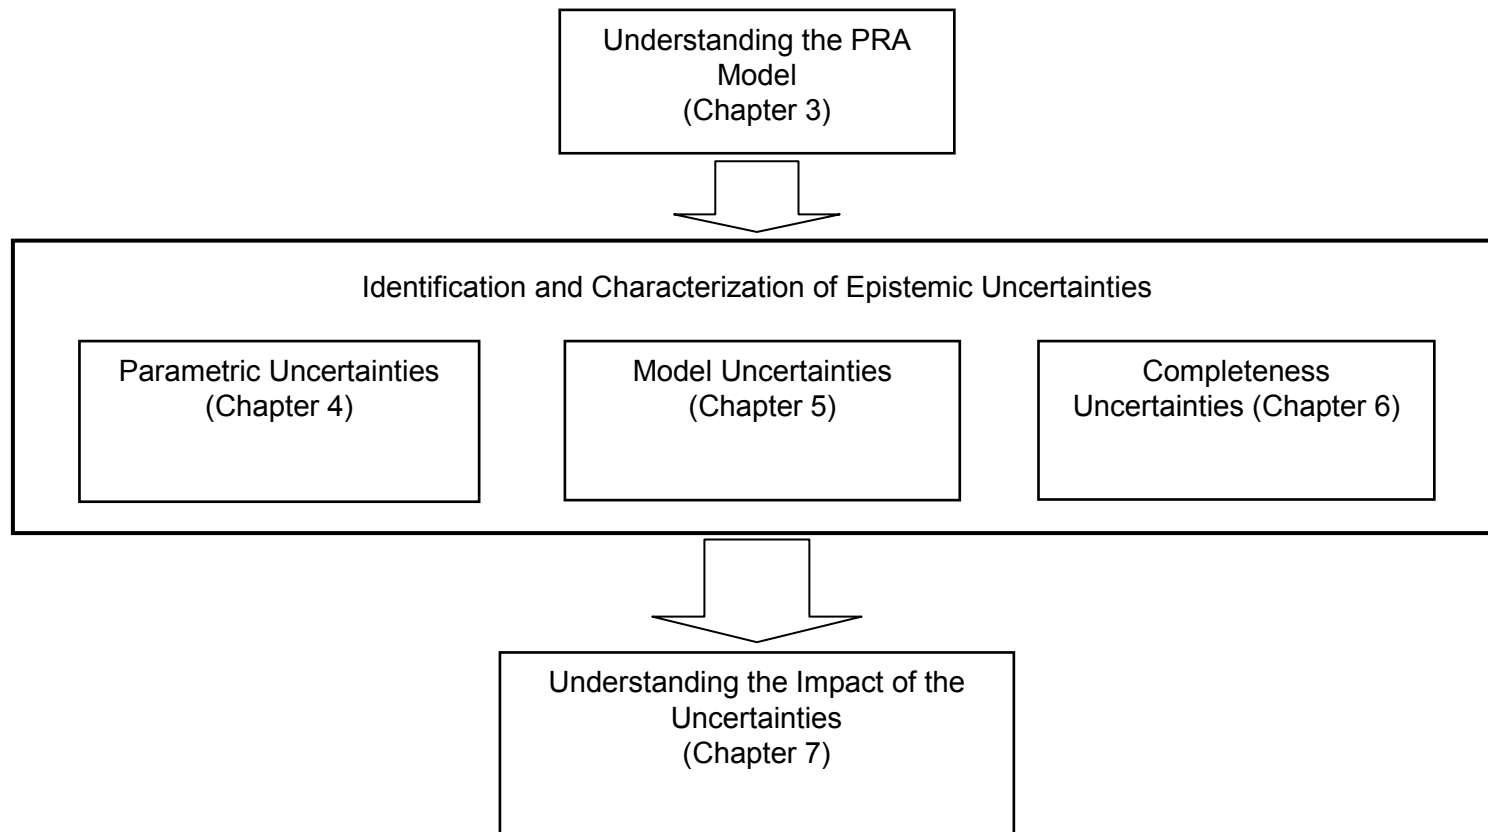 Understanding the PRA
Model
(Chapter 3)
Identification and Characterization of Epistemic Uncertainties
Parametric Uncertainties
(Chapter 4)
Model Uncertainties
(Chapter 5)
Completeness
Uncertainties (Chapter 6)
Understanding the Impact of the
Uncertainties
(Chapter 7)